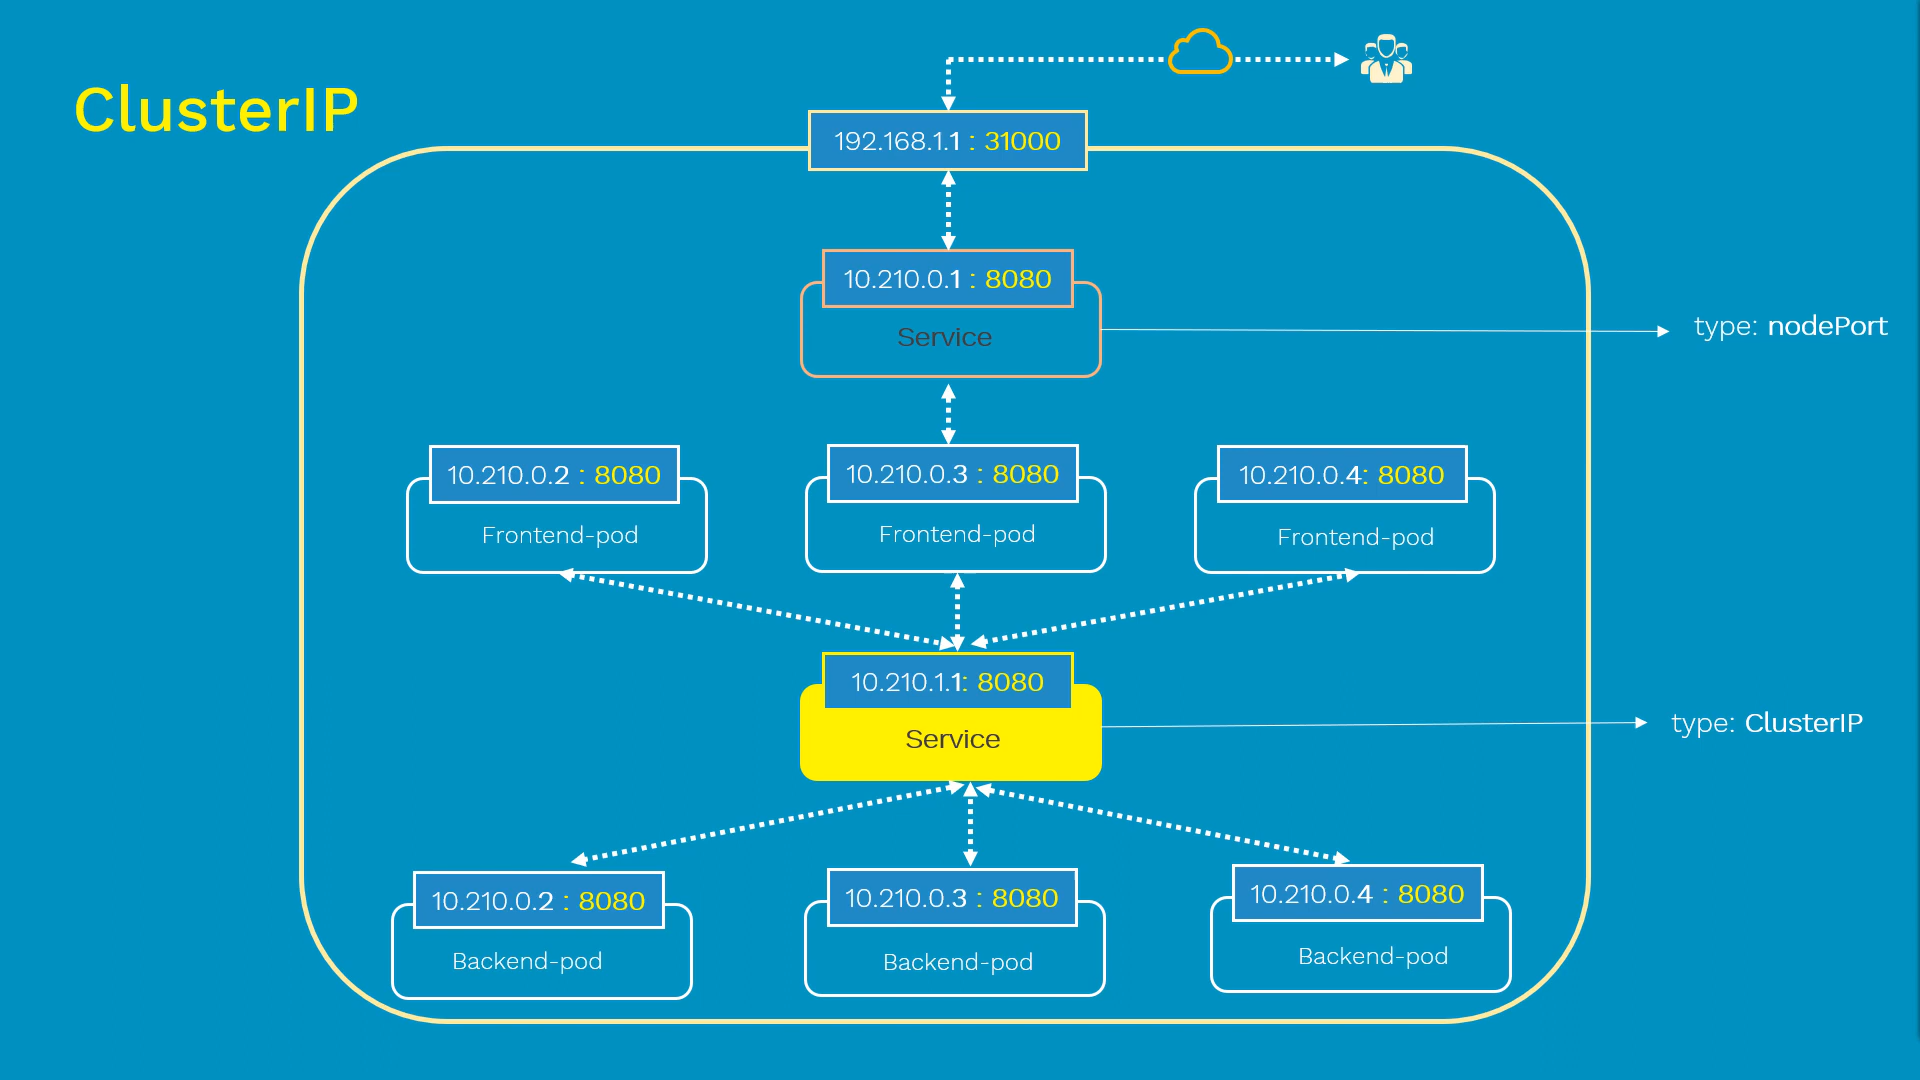 ClusterIP
192.168.1.1 : 31000
10.210.0.1 : 8080
Service
type: nodePort
10.210.0.2 : 8080
Frontend-pod
10.210.0.3 : 8080
Frontend-pod
10.210.0.4: 8080
Frontend-pod
10.210.1.1: 8080
Service
type: ClusterIP
10.210.0.2 : 8080
Backend-pod
10.210.0.3 : 8080
Backend-pod
10.210.0.4 : 8080
Backend-pod